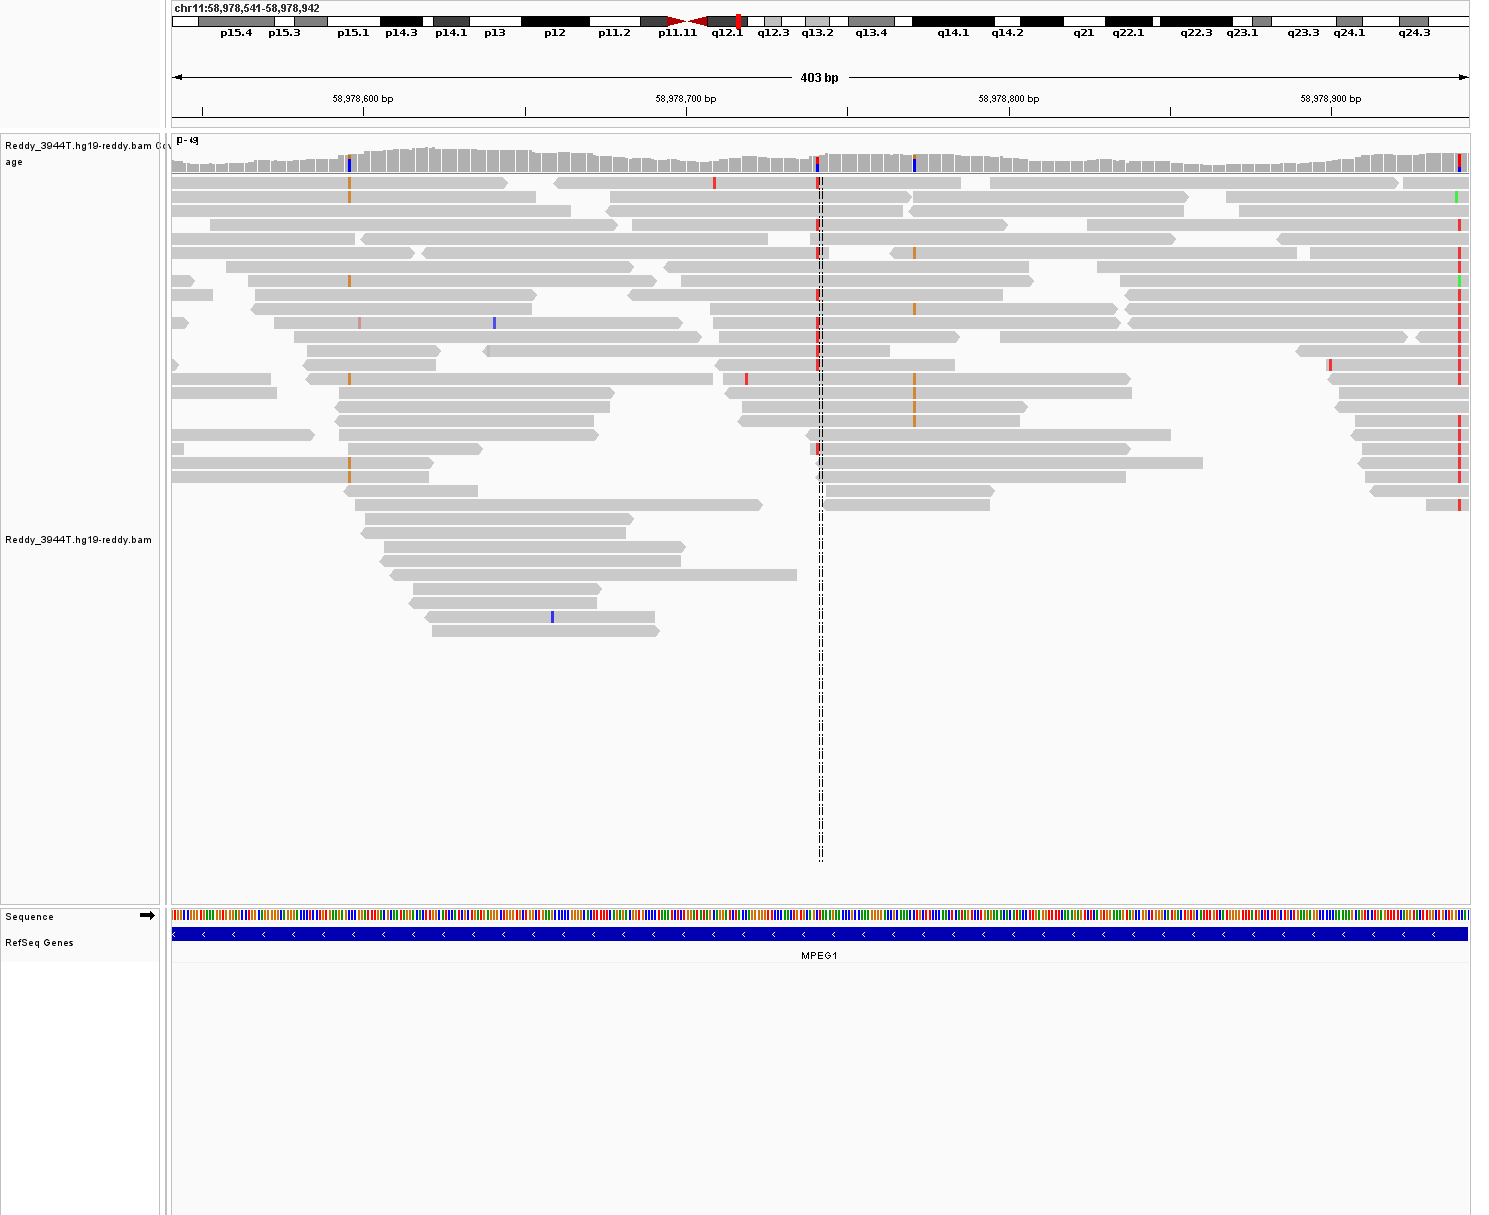 chr11:58,978,541-58,978,942
p15.4 p15.3 p15.1 p14.3 p14.1 p13 p12 p11.2 p11.11 q12.1 q12.3 q13.2 q13.4 q14.1 q14.2 q21 q22.1 q22.3 q23.1 q23.3 q24.1 q24.3
403 bp
58,978,600 bp 58,978,700 bp 58,978,800 bp 58,978,900 bp
Reddy_3944T.hg19-reddy.bam Cov
age
Reddy_3944T.hg19-reddy.bam
Sequence
RefSeq Genes
MPEG1